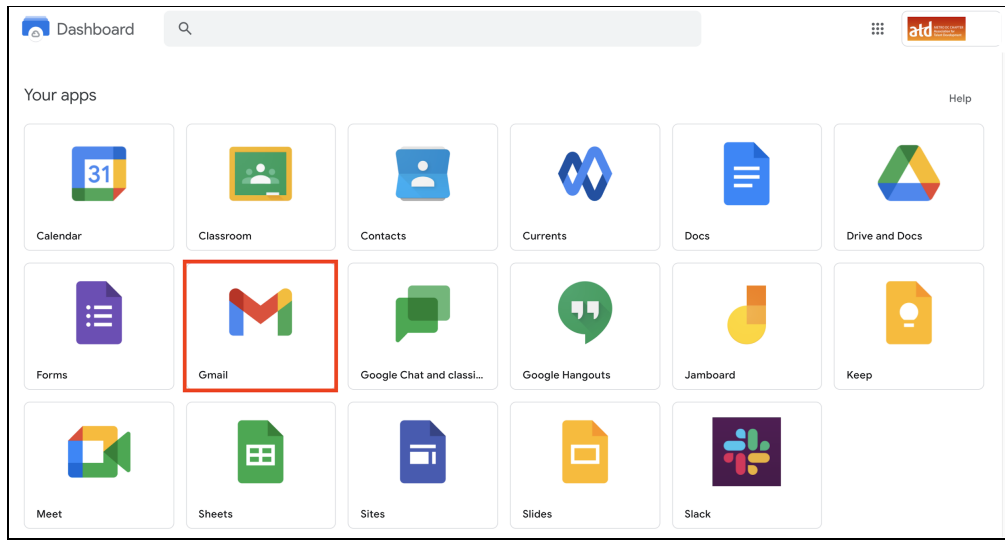 Dashboard
atd
Your apps
Help
31
Calendar
Classroom
Contacts
Currents
Docs
Drive and Docs
Forms
Gmail
Google Chat and classi...
Google Hangouts
Jamboard
Keep
Meet
Sheets
Sites
Slides
Slack